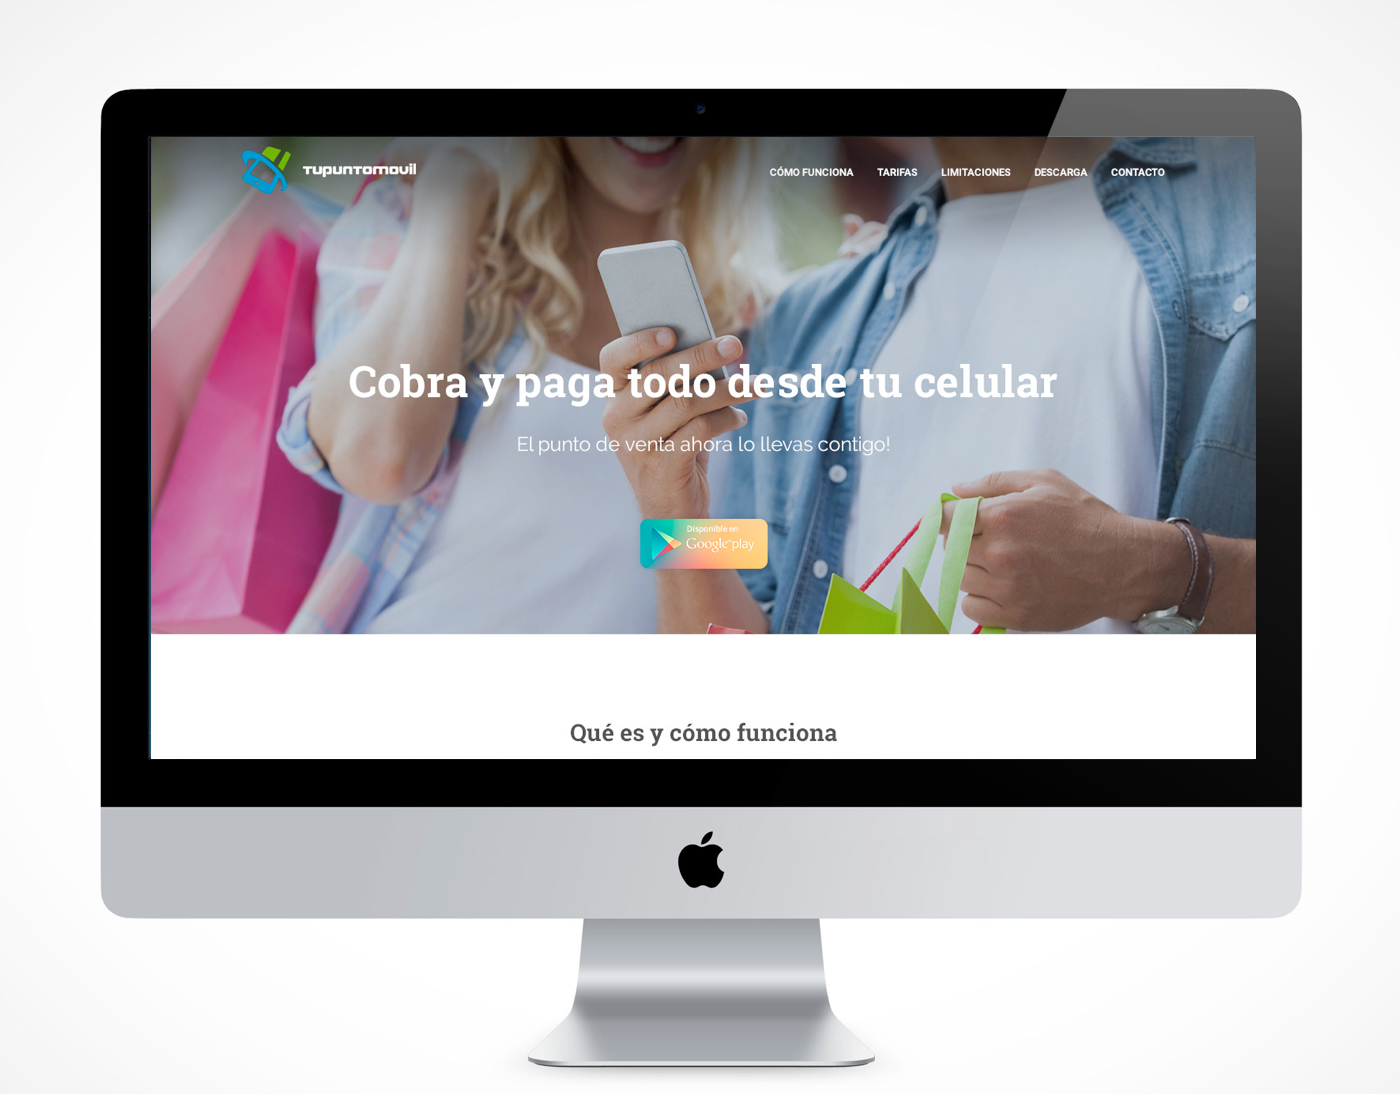 Tupuntomovil
CÓMO FUNCIONA TARIFAS LIMITACIONES DESCARGA CONTACTO
Cobra y paga todo desde tu celular
El punto de venta ahora lo llevas contigo!
Disponible en
Google play
Qué es y cómo funciona